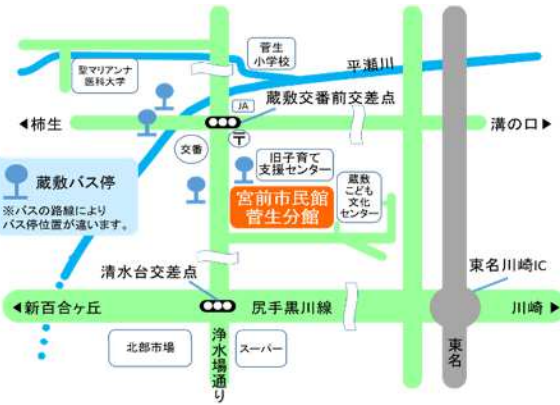 菅生
小学校
聖マリアンナ
医科大学
平瀬川
JA
蔵敷交番前交差点
◀柿生
溝の口▶
〒
交番
旧子育て
支援センター
蔵敷バス停
※バスの路線により
バス停位置が違います。
宮前市民館
菅生分館
蔵敷
こども
文化
センター
清水台交差点
東名川崎IC
◀新百合ヶ丘
尻手黒川線
川崎▶
北部市場
浄水場通り
スーパー
東名